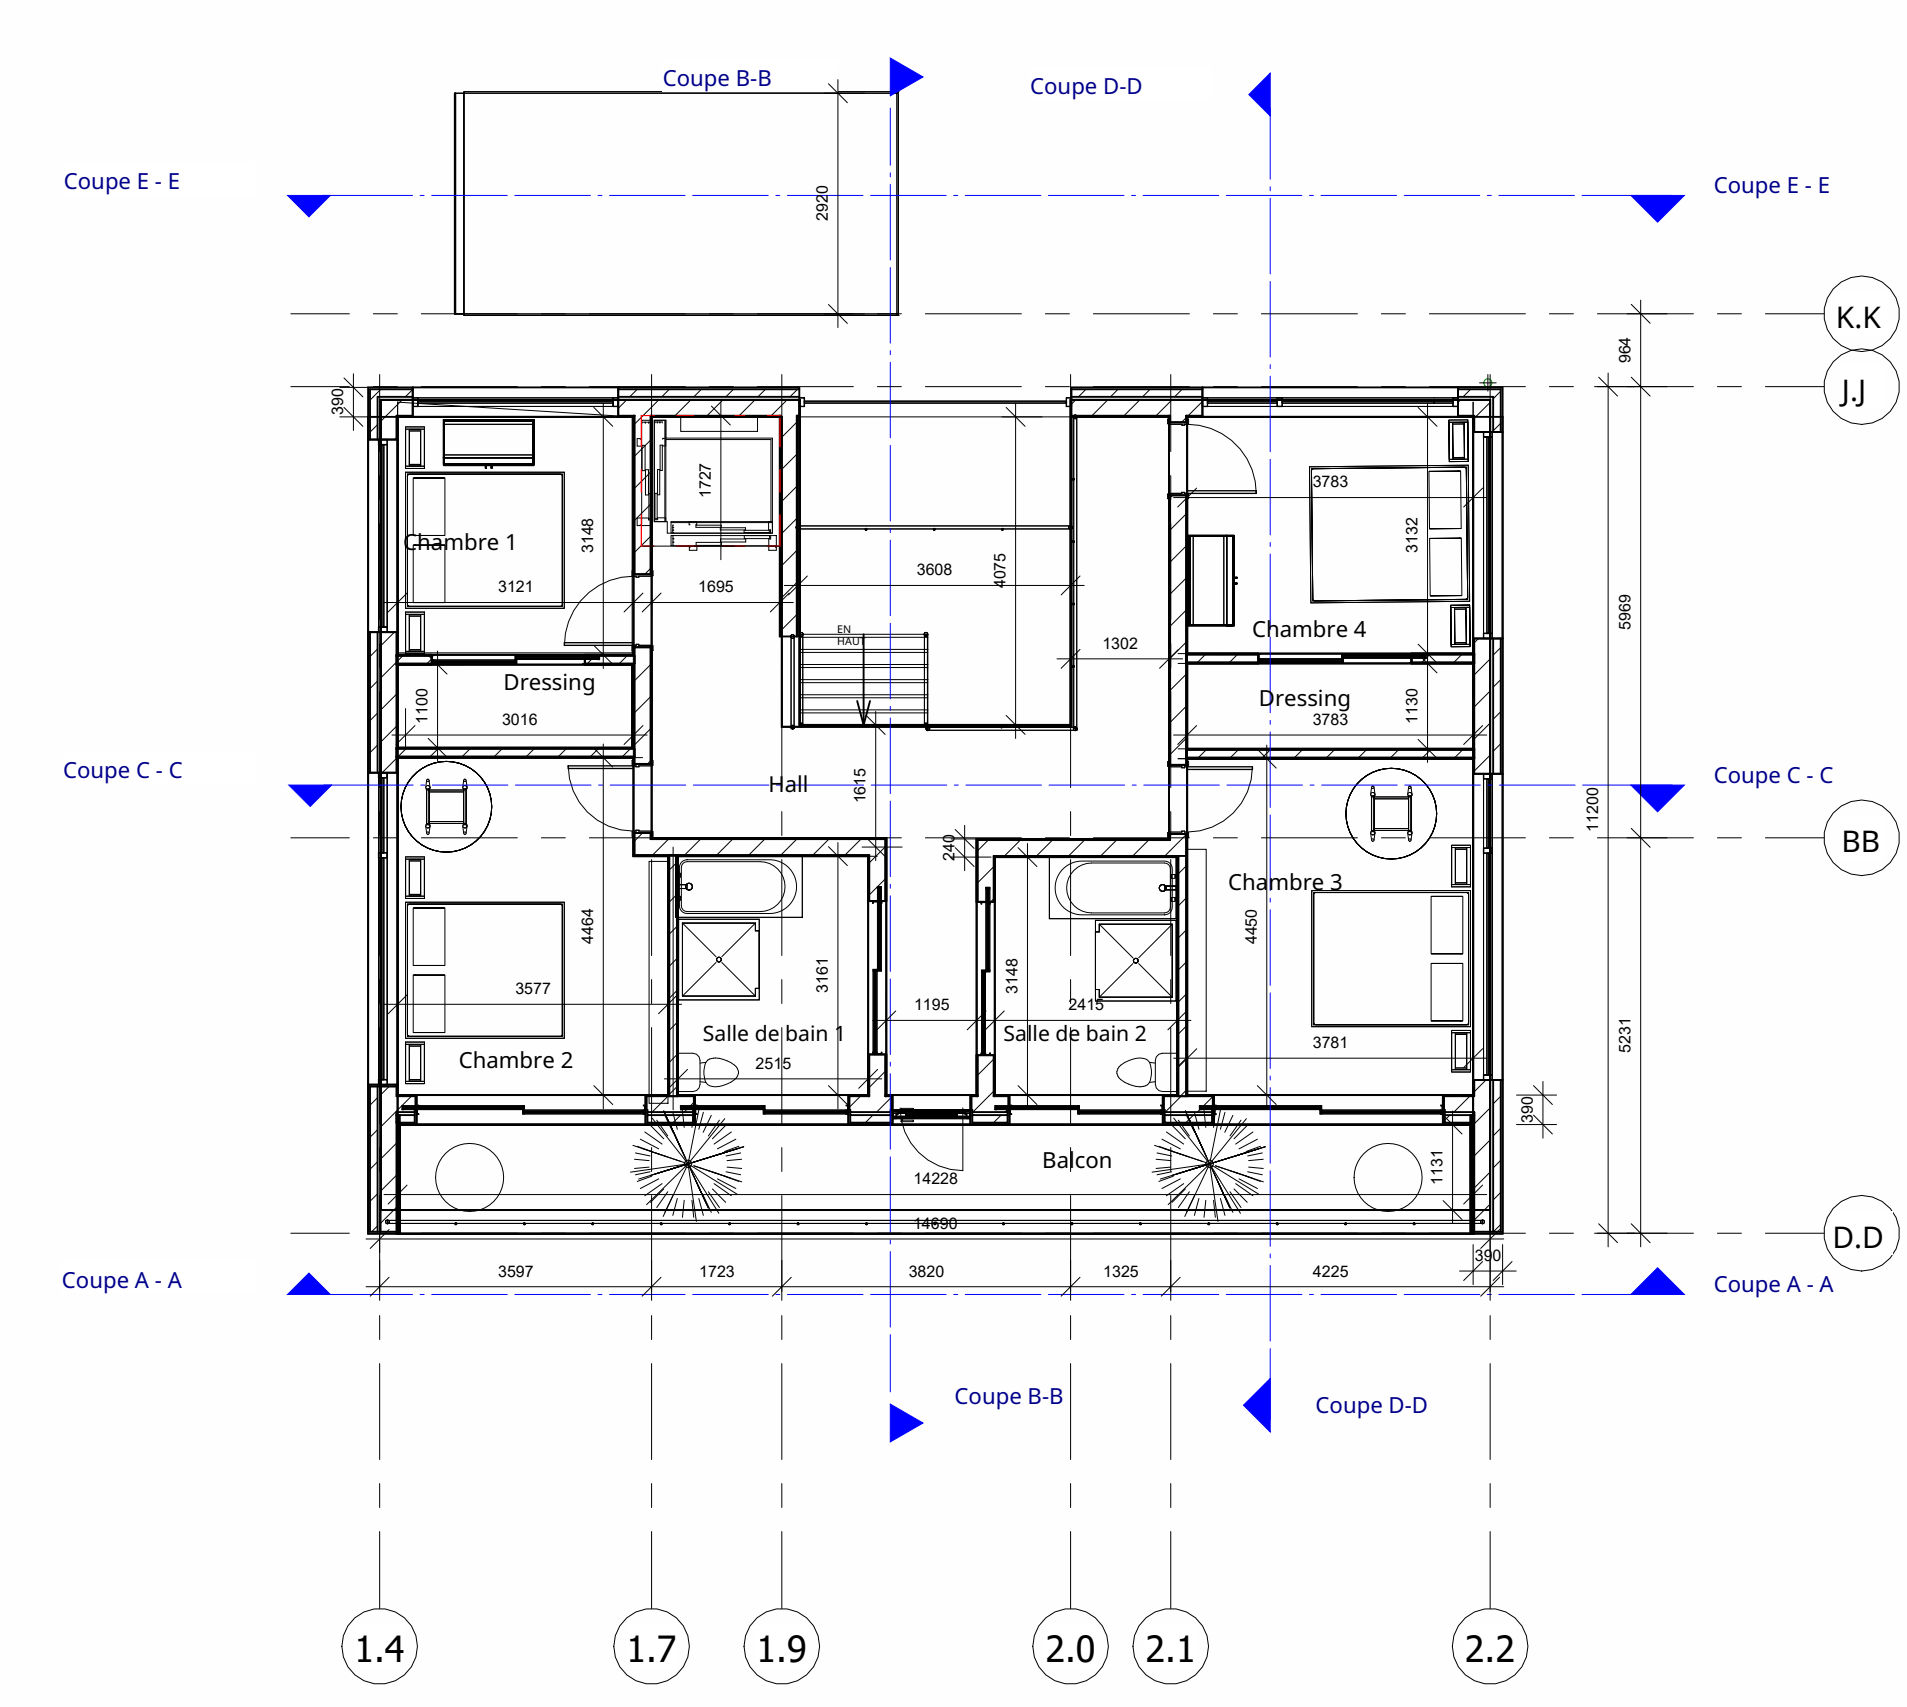 Coupe B-B
Coupe D-D
Coupe E - E
Coupe E - E
2920
K.K
964
J.J
390
1727
3783
Chambre 1
3148
3132
3121
1695
3608
4075
5969
EN
HAUT
Chambre 4
1302
Dressing
1100
3016
Dressing
3783
1130
Coupe C - C
Hall
1615
Coupe C - C
11200
240
BB
Chambre 3
4464
4450
3577
3161
1195
3148
2415
Salle de bain 1
Salle de bain 2
3781
5231
Chambre 2
2515
390
Balcon
1131
14228
14690
D.D
390
3597
1723
3820
1325
4225
Coupe A - A
Coupe A - A
Coupe B-B
Coupe D-D
1.4
1.7
1.9
2.0
2.1
2.2